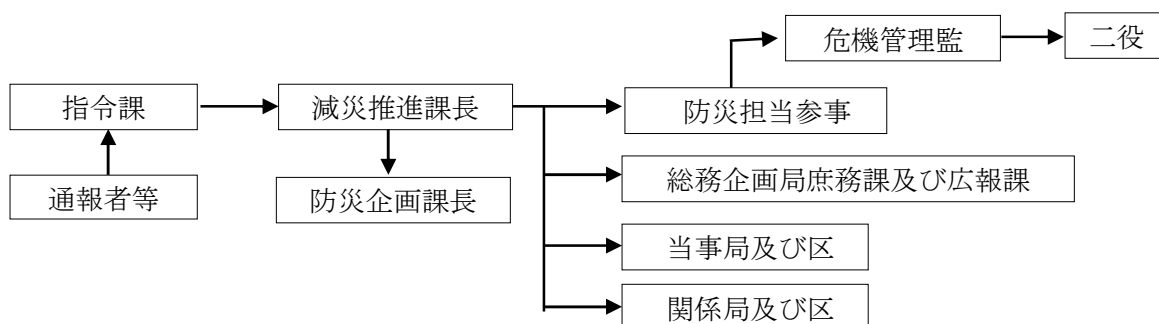 危機管理監
二役
指令課
減災推進課長
防災担当参事
通報者等
防災企画課長
総務企画局庶務課及び広報課
当事局及び区
関係局及び区